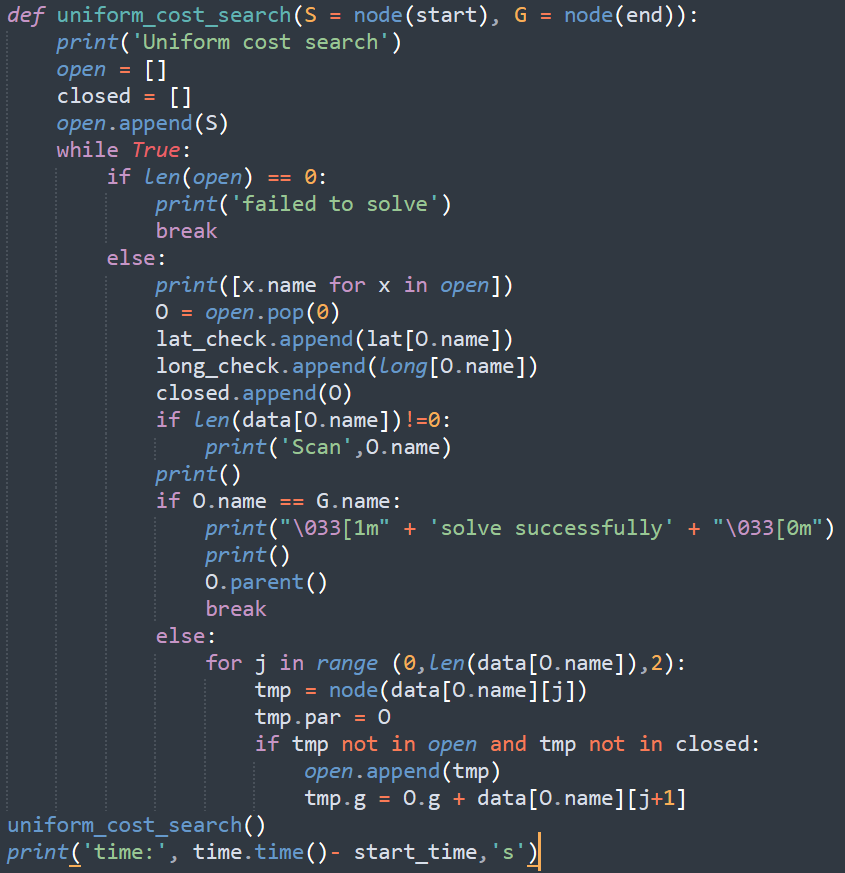 def uniform_cost_search(S = node(start), G = node(end)):
    print('Uniform cost search')
    open = []
    closed = []
    open.append(S)
    while True:
        if len(open) == 0:
            print('failed to solve')
            break
        else:
            print([x.name for x in open])
            O = open.pop(0)
            lat_check.append(lat[O.name])
            long_check.append(long[O.name])
            closed.append(O)
            if len(data[O.name])!=0:
                print('Scan',O.name)
            print()
            if O.name == G.name:
                print("\033[1m" + 'solve successfully' + "\033[0m")
                print()
                O.parent()
                break
            else:
                for j in range (0,len(data[O.name]),2):
                    tmp = node(data[O.name][j])
                    tmp.par = O
                    if tmp not in open and tmp not in closed:
                        open.append(tmp)
                        tmp.g = O.g + data[O.name][j+1]
uniform_cost_search()
print('time:', time.time()- start_time,'s')